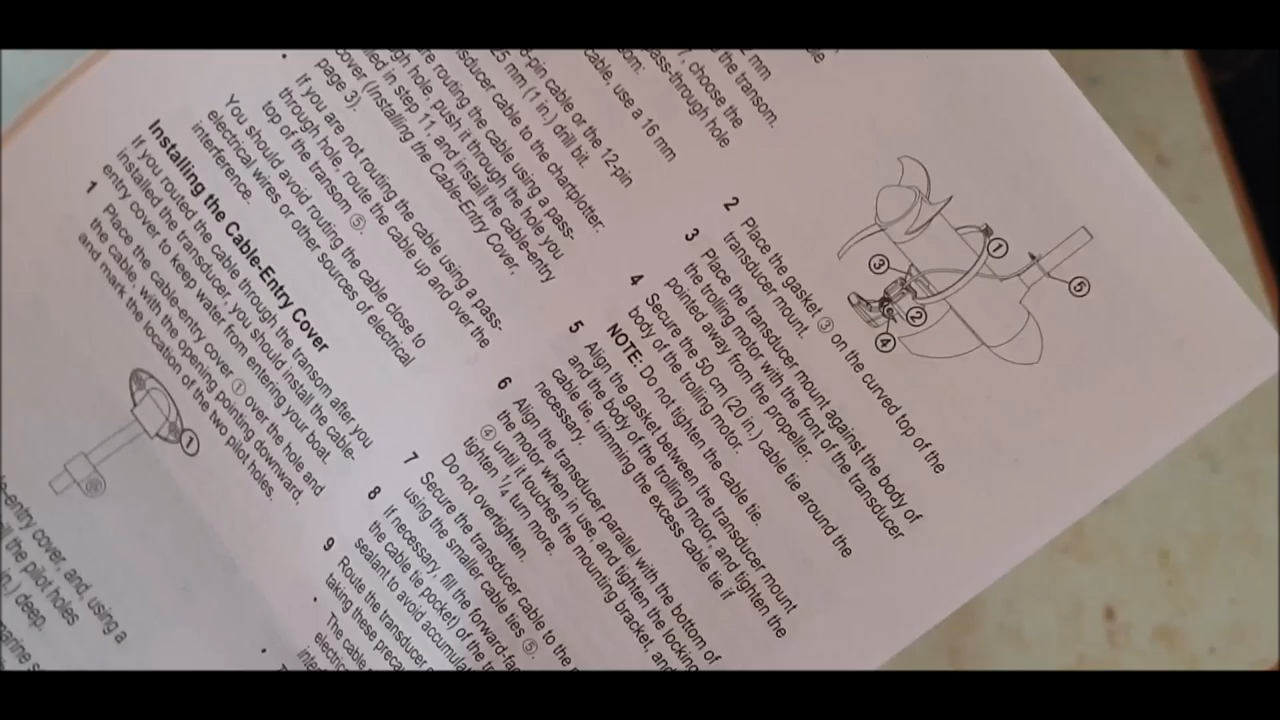 2 mm
the transom.
7, choose the
pass-through hole
som:
cable, use a 16 mm
8-pin cable or the 12-pin
25 mm (1 in.) drill bit.
sducer cable to the chartplotter:
re routing the cable using a pass-
gh hole, push it through the hole you
lled in step 11, and install the cable-entry
cover (Installing the Cable-Entry Cover,
page 3).
• If you are not routing the cable using a pass-
through hole, route the cable up and over the
top of the transom ⑤.
You should avoid routing the cable close to
electrical wires or other sources of electrical
interference.
Installing the Cable-Entry Cover
If you routed the cable through the transom after you
installed the transducer, you should install the cable-
entry cover to keep water from entering your boat.
1 Place the cable-entry cover ① over the hole and
the cable, with the opening pointing downward,
and mark the location of the two pilot holes.
①
-entry cover, and, using a
ll the pilot holes
in.) deep.
arine s
①
③
②
④
⑤
2 Place the gasket ③ on the curved top of the
transducer mount.
3 Place the transducer mount against the body of
the trolling motor with the front of the transducer
pointed away from the propeller.
4 Secure the 50 cm (20 in.) cable tie around the
body of the trolling motor.
NOTE: Do not tighten the cable tie.
5 Align the gasket between the transducer mount
and the body of the trolling motor, and tighten the
cable tie, trimming the excess cable tie if
necessary.
6 Align the transducer parallel with the bottom of
the motor when in use, and tighten the locking
④ until it touches the mounting bracket, and
tighten 1/4 turn more.
Do not overtighten.
7 Secure the transducer cable to the
using the smaller cable ties ⑤.
8 If necessary, fill the forward-fac
the cable tie pocket) of the
sealant to avoid accumula
9 Route the transducer
taking these preca
• The cable
electric
inte
•